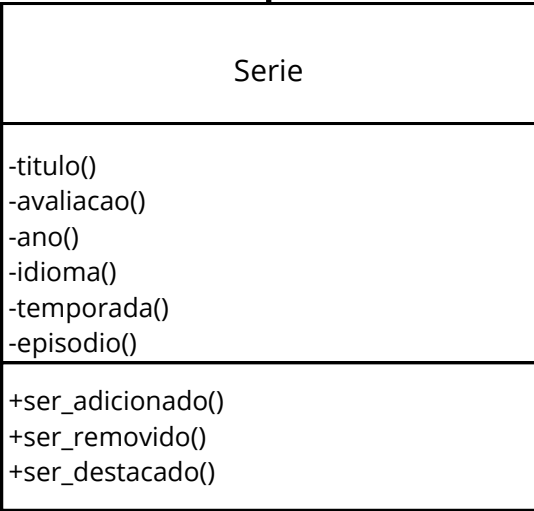 Serie
-titulo()
-avaliacao()
-ano()
-idioma()
-temporada()
-episodio()
+ser_adicionado()
+ser_removido()
+ser_destacado()